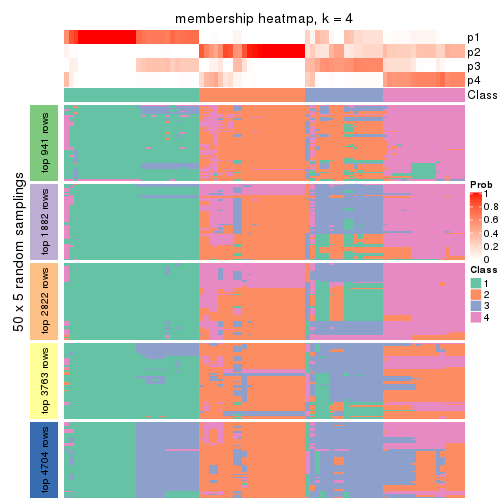 membership heatmap, k = 4
p1
p2
p3
p4
Class
50 x 5 random samplings
top 941 rows
top 1882 rows
top 2822 rows
top 3763 rows
top 4704 rows
Prob
1
0.8
0.6
0.4
0.2
0
Class
1
2
3
4